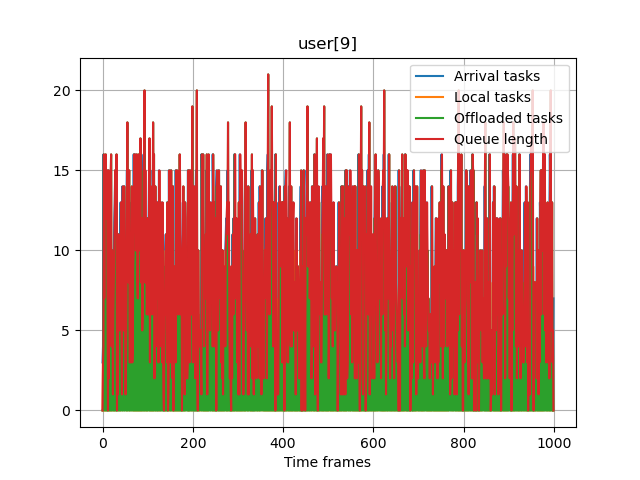 user[9]
Arrival tasks
Local tasks
Offloaded tasks
Queue length
20
15
10
5
0
0 200 400 600 800 1000
Time frames